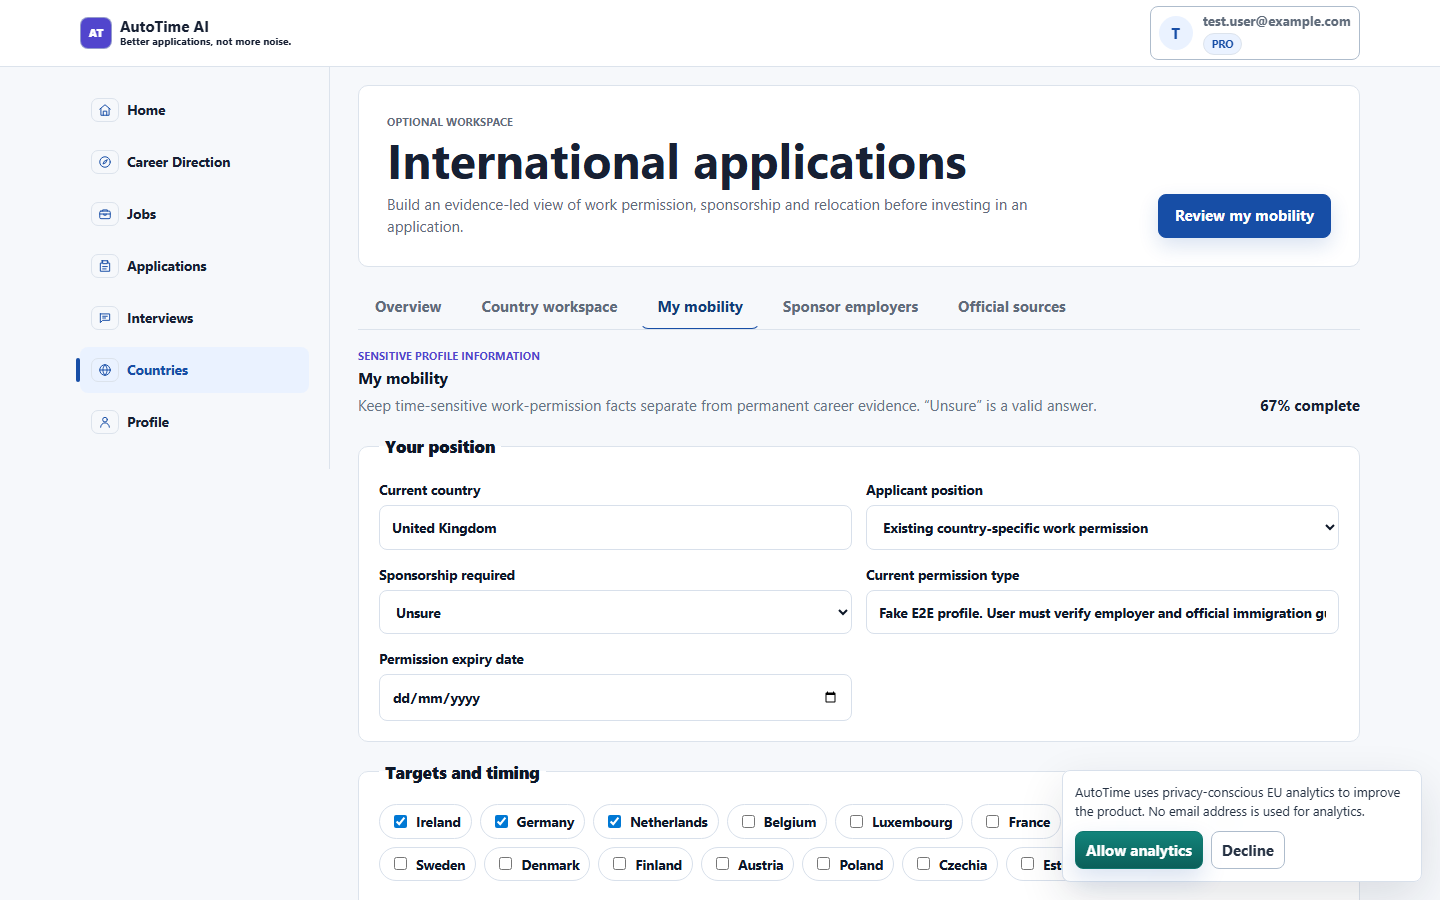 AT
AutoTime AI
Better applications, not more noise.
T
test.user@example.com
PRO
Home
Career Direction
Jobs
Applications
Interviews
Countries
Profile
OPTIONAL WORKSPACE
International applications
Build an evidence-led view of work permission, sponsorship and relocation before investing in an
application.
Review my mobility
Overview Country workspace My mobility Sponsor employers Official sources
SENSITIVE PROFILE INFORMATION
My mobility
Keep time-sensitive work-permission facts separate from permanent career evidence. “Unsure” is a valid answer.
67% complete
Your position
Current country
United Kingdom
Applicant position
Existing country-specific work permission
Sponsorship required
Unsure
Current permission type
Fake E2E profile. User must verify employer and official immigration
Permission expiry date
dd/mm/yyyy
Targets and timing
Ireland Germany Netherlands Belgium Luxembourg France
Sweden Denmark Finland Austria Poland Czechia Est
AutoTime uses privacy-conscious EU analytics to improve
the product. No email address is used for analytics.
Allow analytics Decline